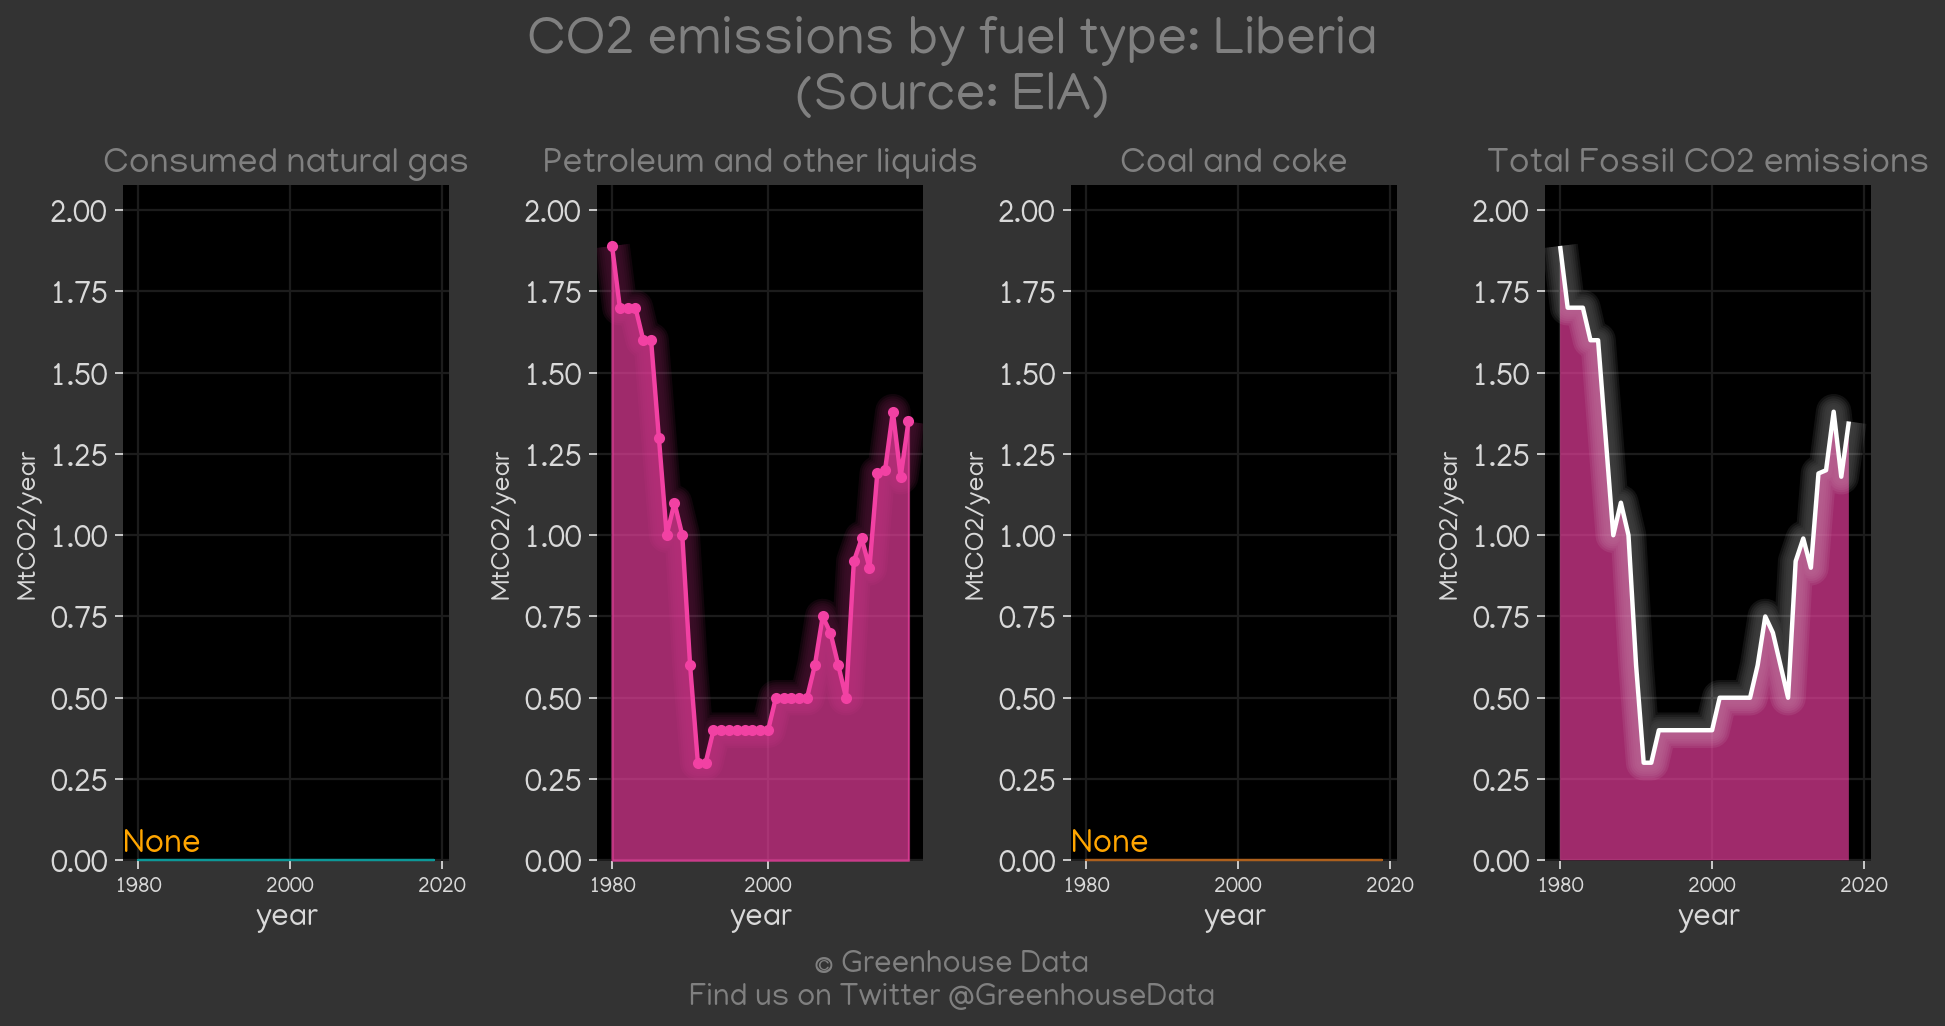 CO2 emissions by fuel type: Liberia
(Source: EIA)
Consumed natural gas
Petroleum and other liquids
Coal and coke
Total Fossil CO2 emissions
MtCO2/year
2.00
1.75
1.50
1.25
1.00
0.75
0.50
0.25
0.00
None
1980
2000
2020
year
MtCO2/year
2.00
1.75
1.50
1.25
1.00
0.75
0.50
0.25
0.00
1980
2000
year
MtCO2/year
2.00
1.75
1.50
1.25
1.00
0.75
0.50
0.25
0.00
None
1980
2000
2020
year
MtCO2/year
2.00
1.75
1.50
1.25
1.00
0.75
0.50
0.25
0.00
1980
2000
2020
year
© Greenhouse Data
Find us on Twitter @GreenhouseData